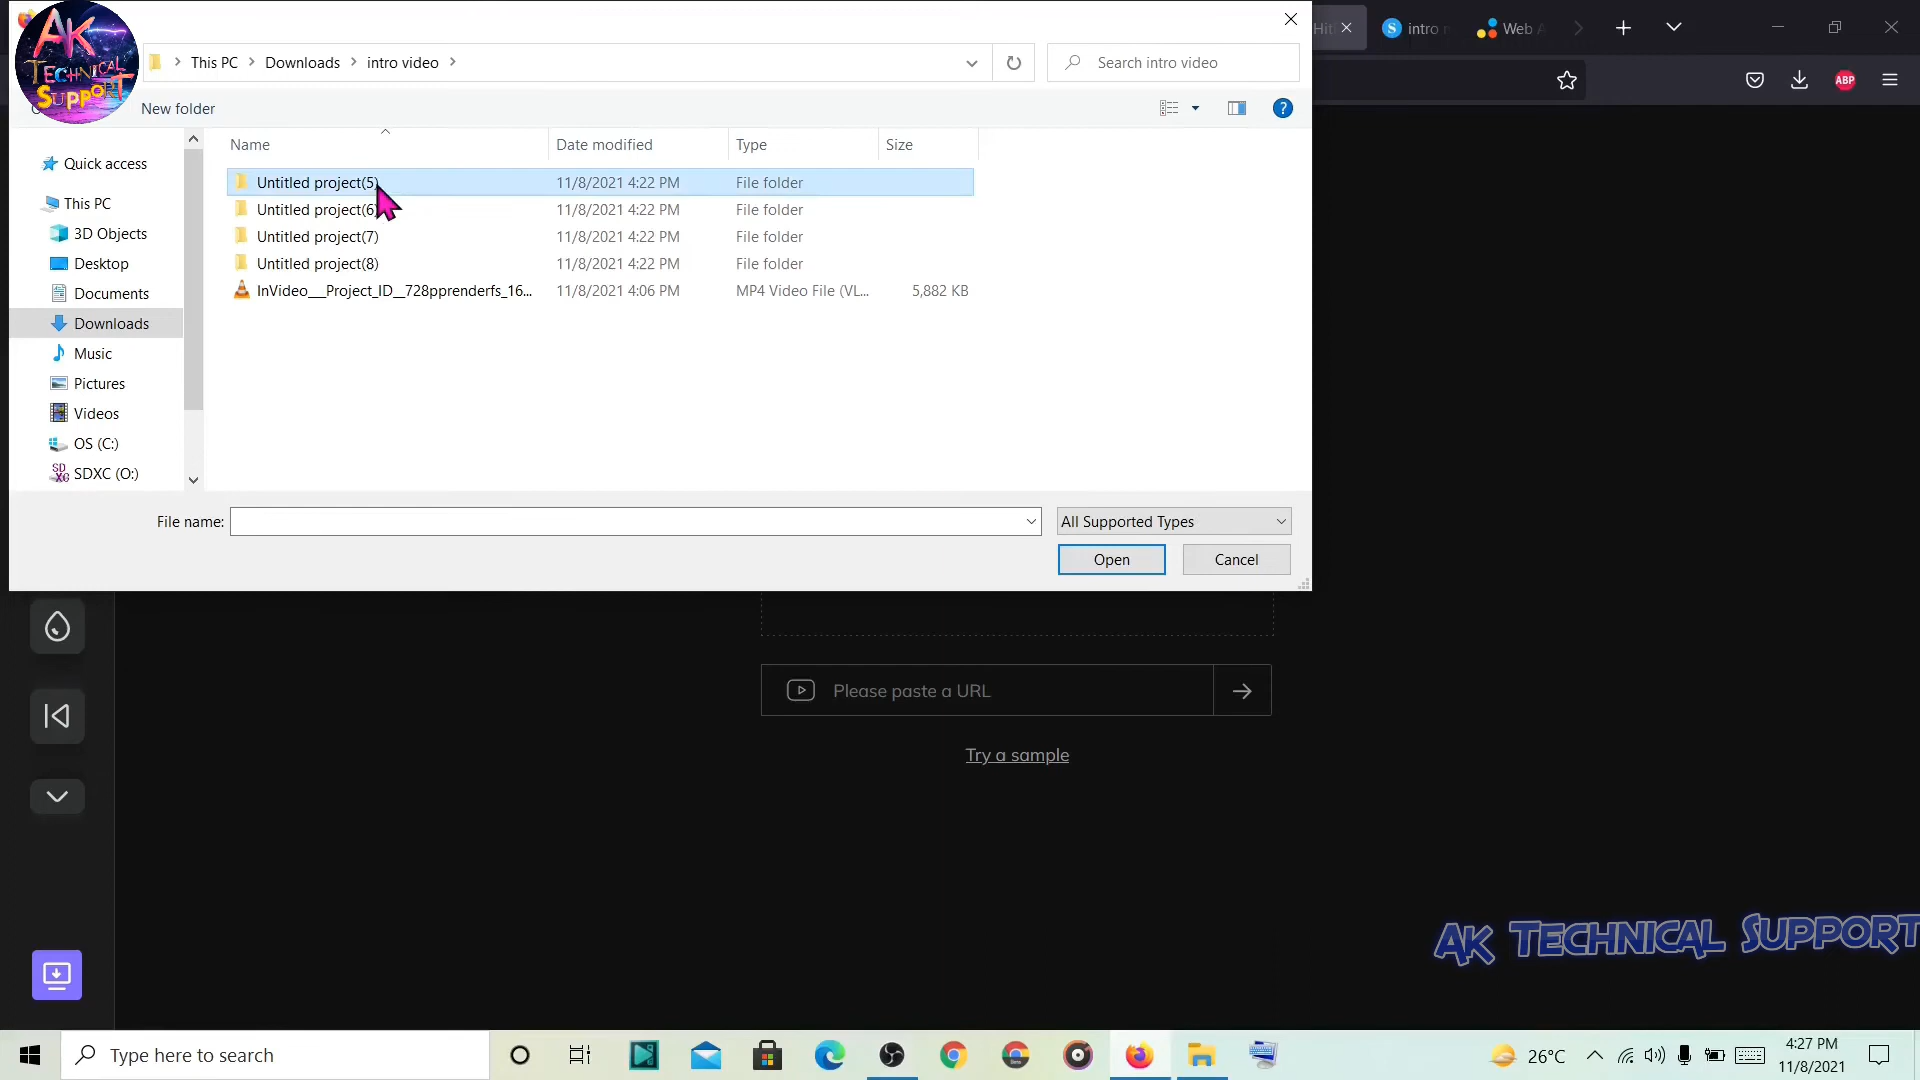 AK
TECHNICAL
SUPPORT
This PC
Downloads
intro video
Search intro video
intro
Web
ABP
New folder
Name
Date modified
Type
Size
Quick access
This PC
3D Objects
Desktop
Documents
Downloads
Music
Pictures
Videos
OS (C:)
SDXC (O:)
Untitled project(5) 11/8/2021 4:22 PM File folder
Untitled project(6) 11/8/2021 4:22 PM File folder
Untitled project(7) 11/8/2021 4:22 PM File folder
Untitled project(8) 11/8/2021 4:22 PM File folder
InVideo___Project_ID__728pprenderfs_16... 11/8/2021 4:06 PM MP4 Video File (VL... 5,882 KB
File name:
All Supported Types
Open
Cancel
Please paste a URL
Try a sample
AK TECHNICAL SUPPORT
Type here to search
26°C
4:27 PM
11/8/2021